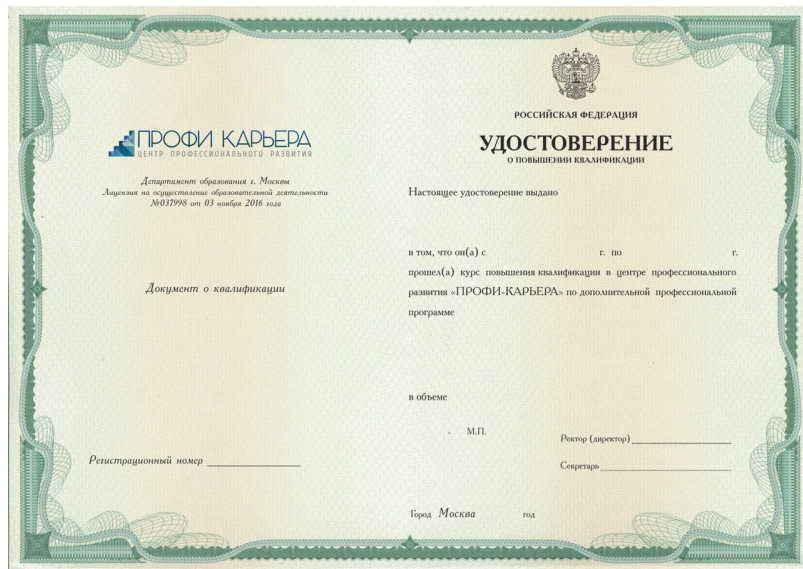 ПРОФИ КАРЬЕРА
ЦЕНТР ПРОФЕССИОНАЛЬНОГО РАЗВИТИЯ
Департамент образования г. Москвы
Лицензия на осуществление образовательной деятельности
№037998 от 03 ноября 2016 года
Документ о квалификации
Регистрационный номер
РОССИЙСКАЯ ФЕДЕРАЦИЯ
УДОСТОВЕРЕНИЕ
О ПОВЫШЕНИИ КВАЛИФИКАЦИИ
Настоящее удостоверение выдано
в том, что он(а) с г. по г.
прошел(а) курс повышения квалификации в центре профессионального
развития «ПРОФИ-КАРЬЕРА» по дополнительной профессиональной
программе
в объеме
М.П.
Ректор (директор)
Секретарь
Город Москва год